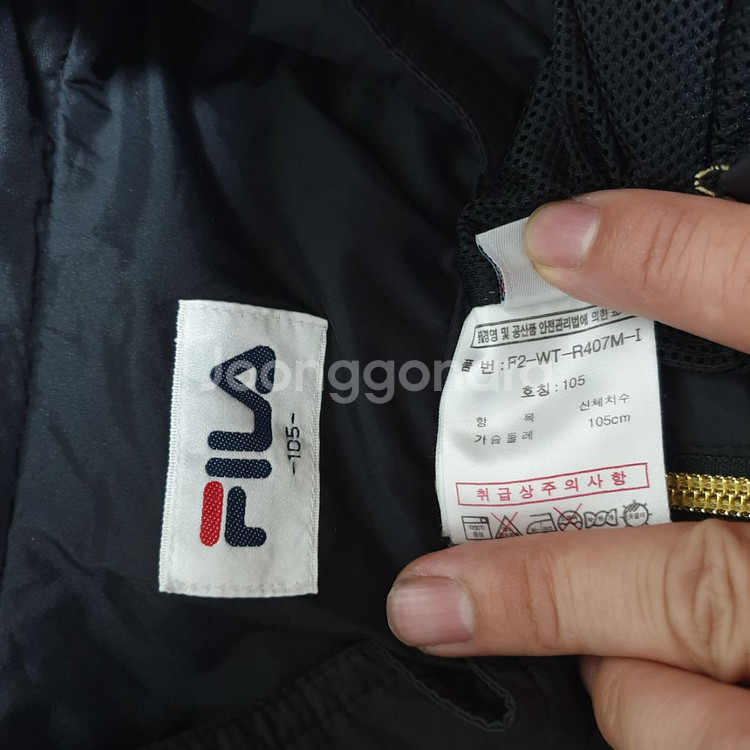 FILA
-105-
품경영 및 공산품 안전관리법에 의한 표
품 번: F2-WT-R407M-I
호칭: 105
항 목 신체치수
가슴둘레 105cm
취급상주의사항
Joonggonara